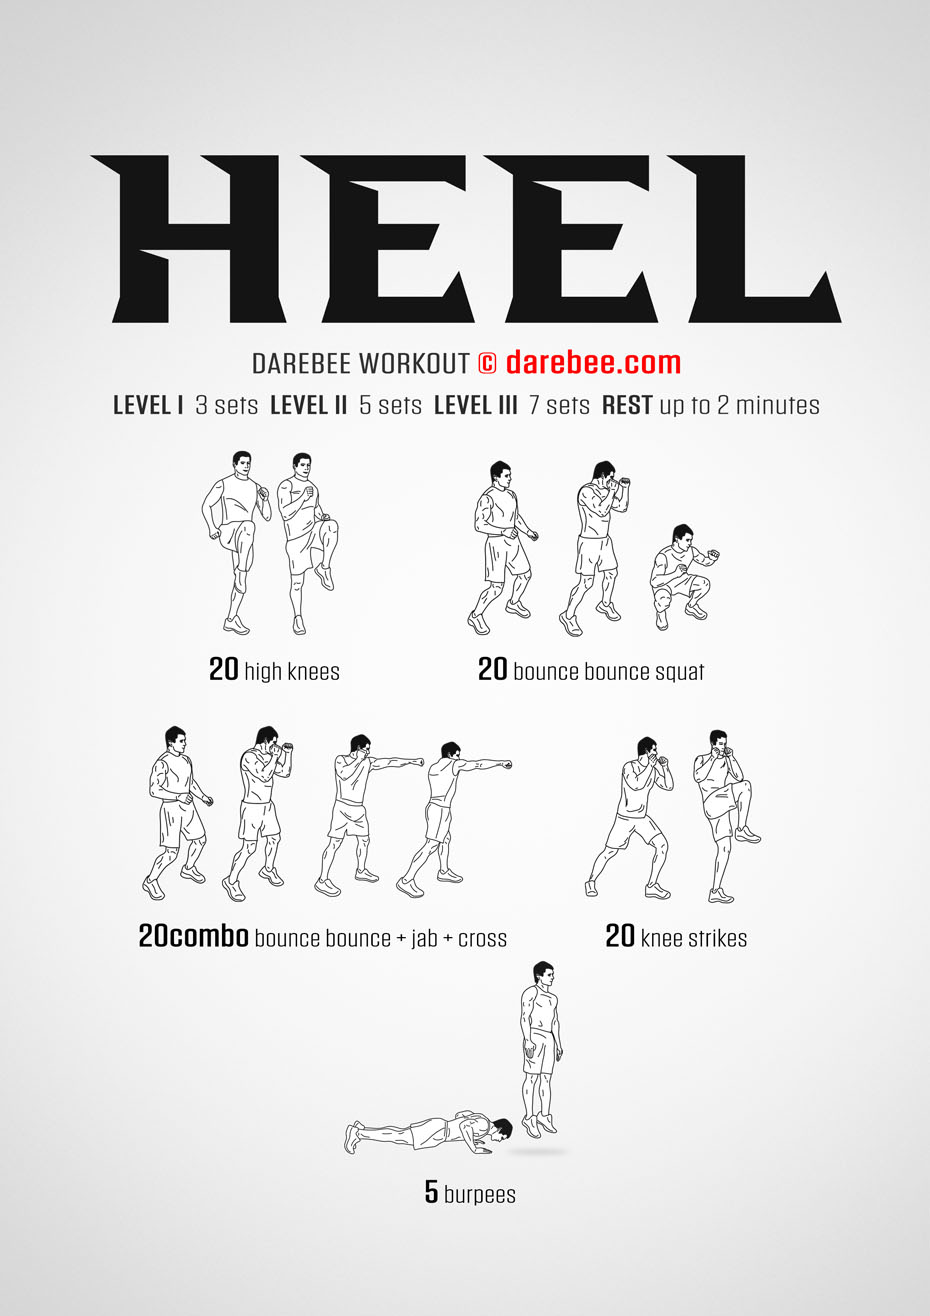 HEEL
DAREBEE WORKOUT © darebee.com
LEVEL I 3 sets LEVEL II 5 sets LEVEL III 7 sets REST up to 2 minutes
20 high knees
20 bounce bounce squat
20combo bounce bounce + jab + cross
20 knee strikes
5 burpees